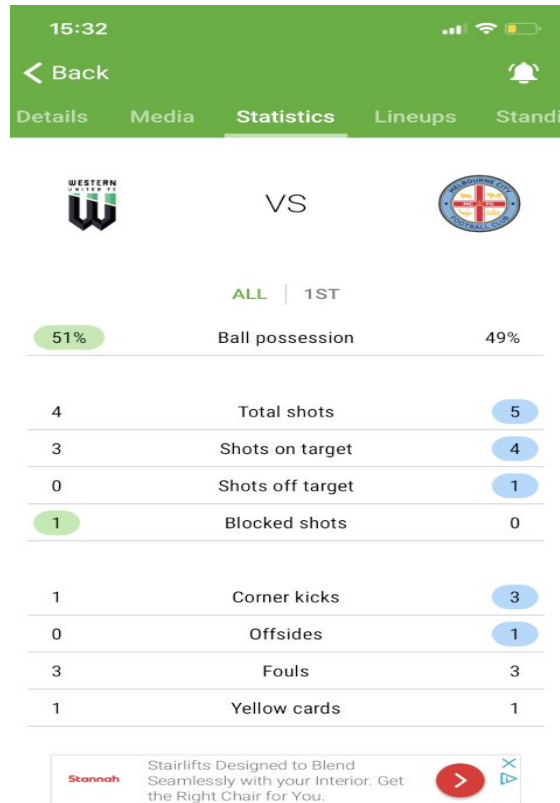 15:32
Back
Details Media Statistics Lineups Standi
WESTERN
UNITED FC
VS
MELBOURNE CITY
MC FC
FOOTBALL CLUB
ALL | 1ST
51% Ball possession 49%
4 Total shots 5
3 Shots on target 4
0 Shots off target 1
1 Blocked shots 0
1 Corner kicks 3
0 Offsides 1
3 Fouls 3
1 Yellow cards 1
Stannah
Stairlifts Designed to Blend
Seamlessly with your Interior. Get
the Right Chair for You.